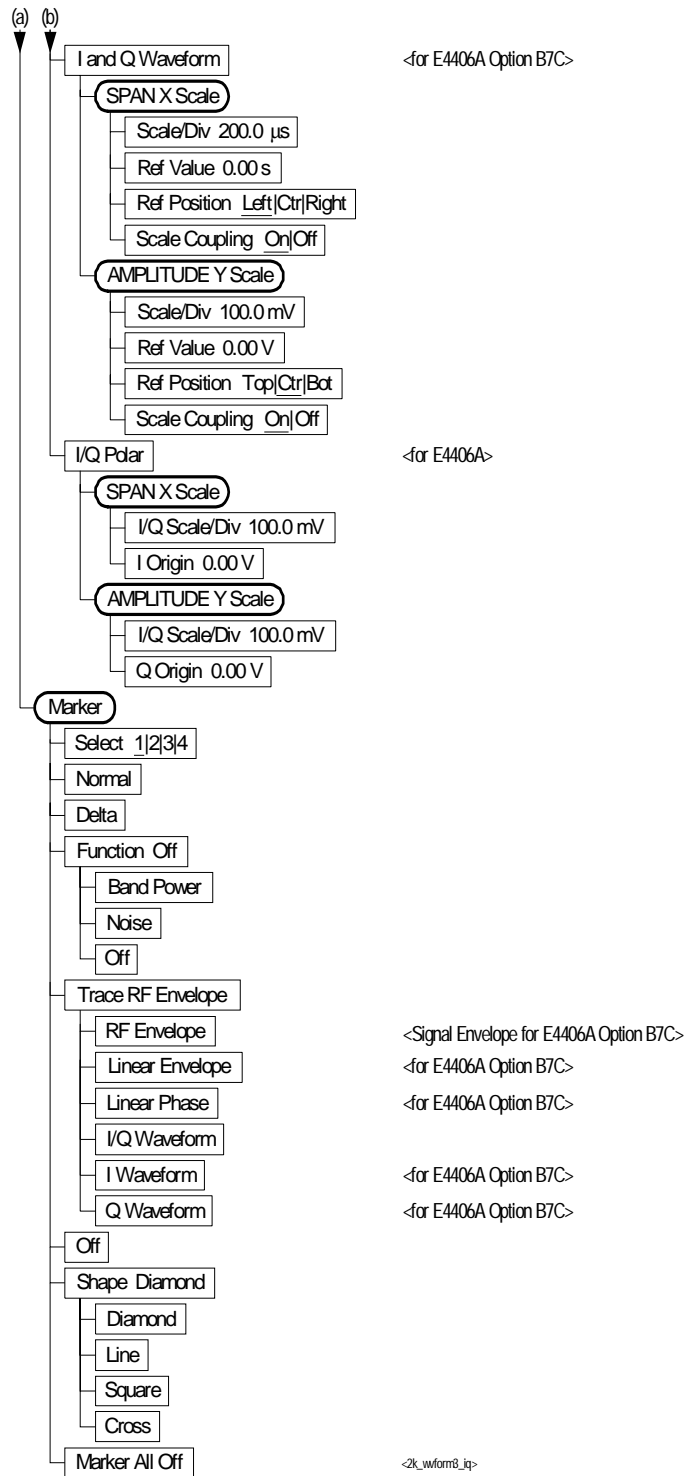 (a) (b)
I and Q Waveform <for E4406A Option B7C>
SPAN X Scale
Scale/Div 200.0 μs
Ref Value 0.00 s
Ref Position Left|Ctr|Right
Scale Coupling On|Off
AMPLITUDE Y Scale
Scale/Div 100.0 mV
Ref Value 0.00 V
Ref Position Top|Ctr|Bot
Scale Coupling On|Off
I/Q Polar <for E4406A>
SPAN X Scale
I/Q Scale/Div 100.0 mV
I Origin 0.00 V
AMPLITUDE Y Scale
I/Q Scale/Div 100.0 mV
Q Origin 0.00 V
Marker
Select 1|2|3|4
Normal
Delta
Function Off
Band Power
Noise
Off
Trace RF Envelope
RF Envelope <Signal Envelope for E4406A Option B7C>
Linear Envelope <for E4406A Option B7C>
Linear Phase <for E4406A Option B7C>
I/Q Waveform
I Waveform <for E4406A Option B7C>
Q Waveform <for E4406A Option B7C>
Off
Shape Diamond
Diamond
Line
Square
Cross
Marker All Off <2k_wvform3_iq>